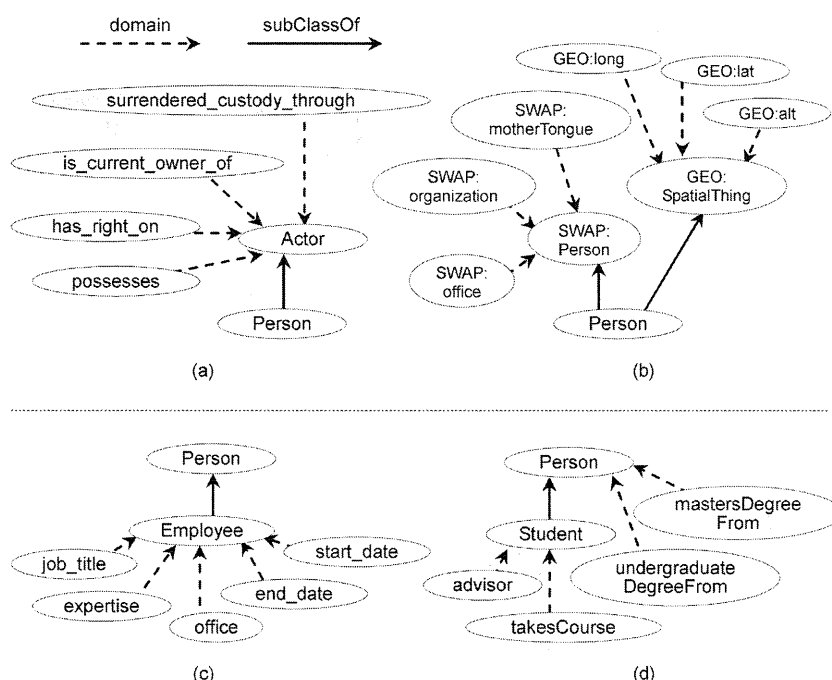 domain
subClassOf
surrendered_custody_through
is_current_owner_of
has_right_on
Actor
possesses
Person
(a)
GEO:long
GEO:lat
SWAP:
motherTongue
GEO:alt
SWAP:
organization
GEO:
SpatialThing
SWAP:
Person
SWAP:
office
Person
(b)
Person
Employee
job_title
start_date
expertise
end_date
office
(c)
Person
mastersDegree
From
Student
advisor
undergraduate
DegreeFrom
takesCourse
(d)